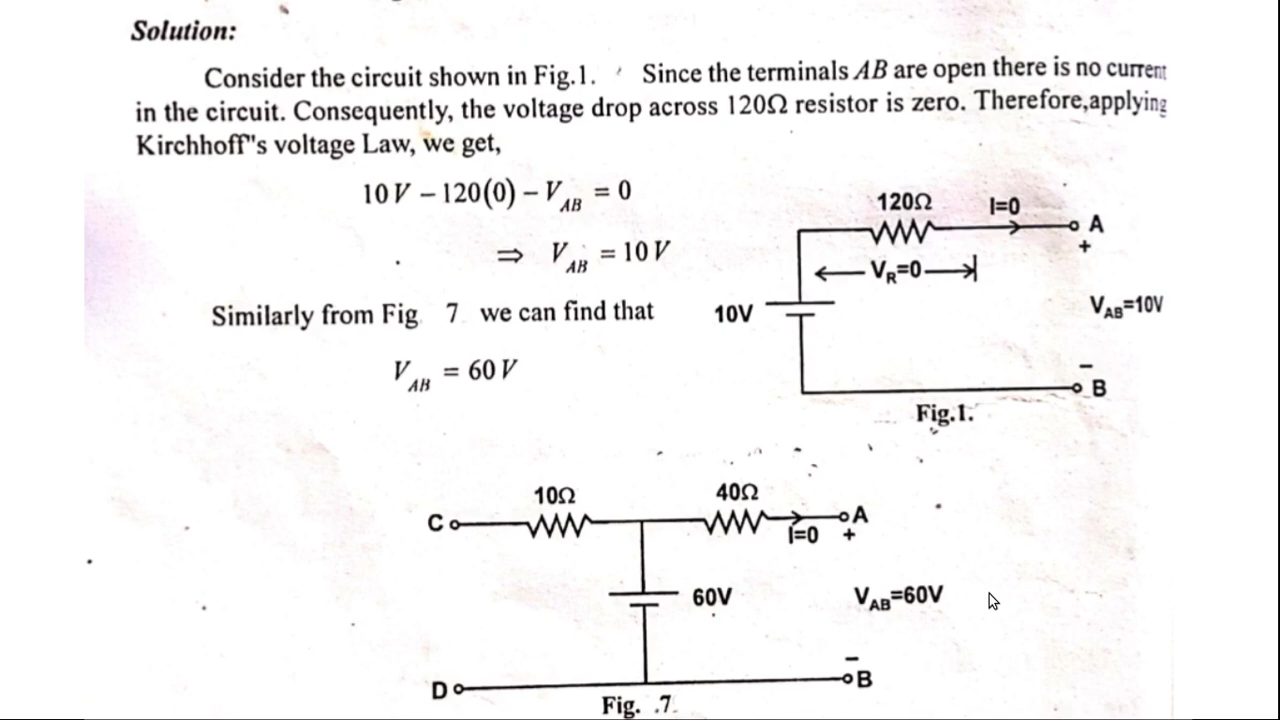 Solution:
Consider the circuit shown in Fig.1. Since the terminals AB are open there is no current
in the circuit. Consequently, the voltage drop across 120Ω resistor is zero. Therefore,applying
Kirchhoff"s voltage Law, we get,
10V – 120(0) – V_AB = 0
⇒ V_AB = 10V
Similarly from Fig 7 we can find that
V_AB = 60V
120Ω
I=0
A
+
V_R=0
10V
V_AB=10V
–
B
Fig.1.
10Ω
40Ω
C
A
I=0 +
60V
V_AB=60V
–
D
B
Fig. .7.